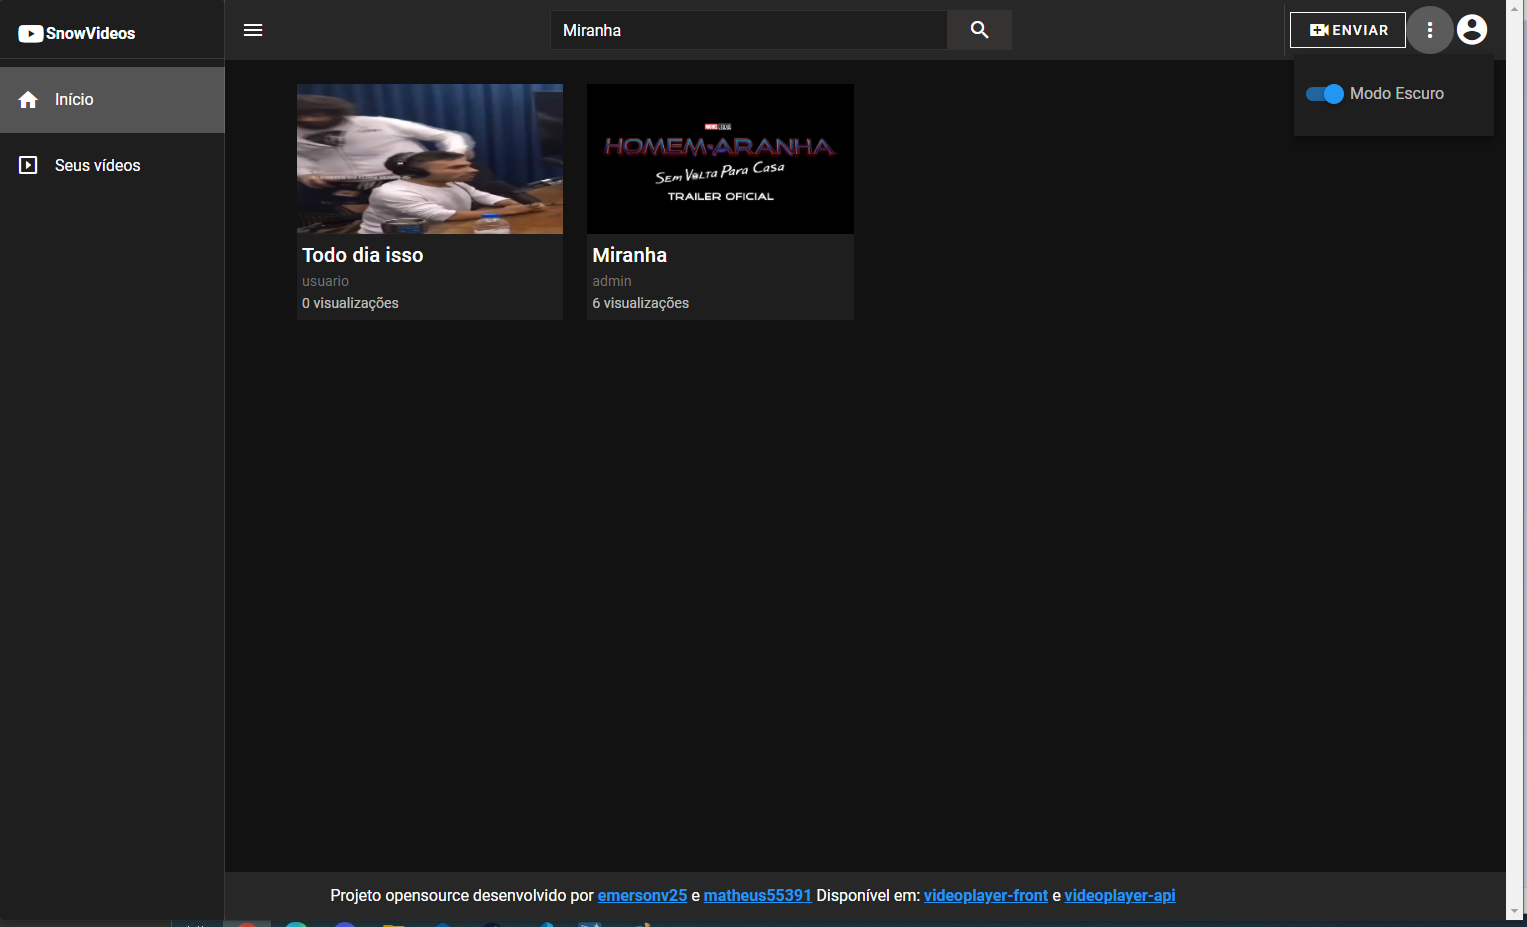 SnowVideos
Miranha
ENVIAR
Início
Seus vídeos
Modo Escuro
MARVEL STUDIOS
HOMEM-ARANHA
SEM VOLTA PARA CASA
TRAILER OFICIAL
Todo dia isso
usuario
0 visualizações
Miranha
admin
6 visualizações
Projeto opensource desenvolvido por emersonv25 e matheus55391 Disponível em: videoplayer-front e videoplayer-api